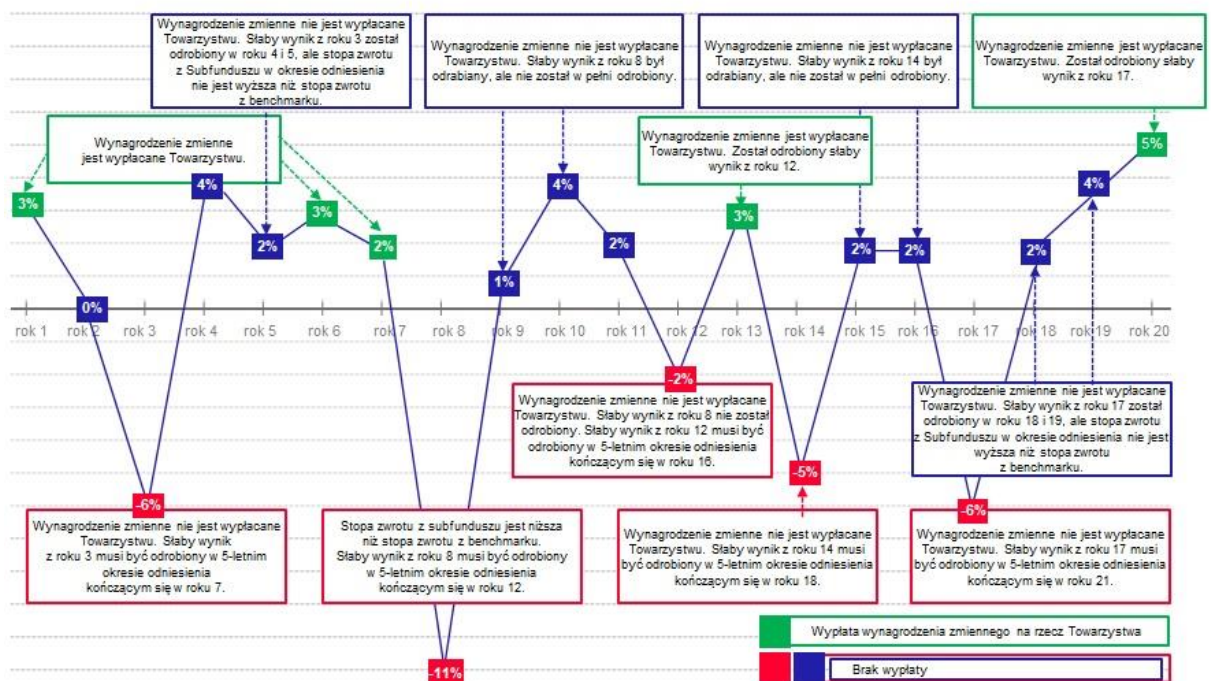 Wynagrodzenie zmienne nie jest wypłacane
Towarzystwu. Słaby wynik z roku 3 został
odrobiony w roku 4 i 5, ale stopa zwrotu
z Subfunduszu w okresie odniesienia
nie jest wyższa niż stopa zwrotu
z benchmarku.
Wynagrodzenie zmienne nie jest wypłacane
Towarzystwu. Słaby wynik z roku 8 był
odrabiany, ale nie został w pełni odrobiony.
Wynagrodzenie zmienne nie jest wypłacane
Towarzystwu. Słaby wynik z roku 14 był
odrabiany, ale nie został w pełni odrobiony.
Wynagrodzenie zmienne jest wypłacane
Towarzystwu. Został odrobiony słaby
wynik z roku 17.
Wynagrodzenie zmienne
jest wypłacane Towarzystwu.
Wynagrodzenie zmienne jest wypłacane
Towarzystwu. Został odrobiony słaby
wynik z roku 12.
3%
0%
-6%
4%
2%
3%
2%
-11%
1%
4%
2%
-2%
3%
-5%
2%
2%
-6%
2%
4%
5%
rok 1
rok 2
rok 3
rok 4
rok 5
rok 6
rok 7
rok 8
rok 9
rok 10
rok 11
rok 12
rok 13
rok 14
rok 15
rok 16
rok 17
rok 18
rok 19
rok 20
Wynagrodzenie zmienne nie jest wypłacane
Towarzystwu. Słaby wynik z roku 8 nie został
odrobiony. Słaby wynik z roku 12 musi być
odrobiony w 5-letnim okresie odniesienia
kończącym się w roku 16.
Wynagrodzenie zmienne nie jest wypłacane
Towarzystwu. Słaby wynik z roku 17 został
odrobiony w roku 18 i 19, ale stopa zwrotu
z Subfunduszu w okresie odniesienia nie jest
wyższa niż stopa zwrotu
z benchmarku.
Wynagrodzenie zmienne nie jest wypłacane
Towarzystwu. Słaby wynik
z roku 3 musi być odrobiony w 5-letnim
okresie odniesienia
kończącym się w roku 7.
Stopa zwrotu z subfunduszu jest niższa
niż stopa zwrotu z benchmarku.
Słaby wynik z roku 8 musi być odrobiony
w 5-letnim okresie odniesienia
kończącym się w roku 12.
Wynagrodzenie zmienne nie jest wypłacane
Towarzystwu. Słaby wynik z roku 14 musi
być odrobiony w 5-letnim okresie odniesienia
kończącym się w roku 18.
Wynagrodzenie zmienne nie jest wypłacane
Towarzystwu. Słaby wynik z roku 17 musi
być odrobiony w 5-letnim okresie odniesienia
kończącym się w roku 21.
Wypłata wynagrodzenia zmiennego na rzecz Towarzystwa
Brak wypłaty